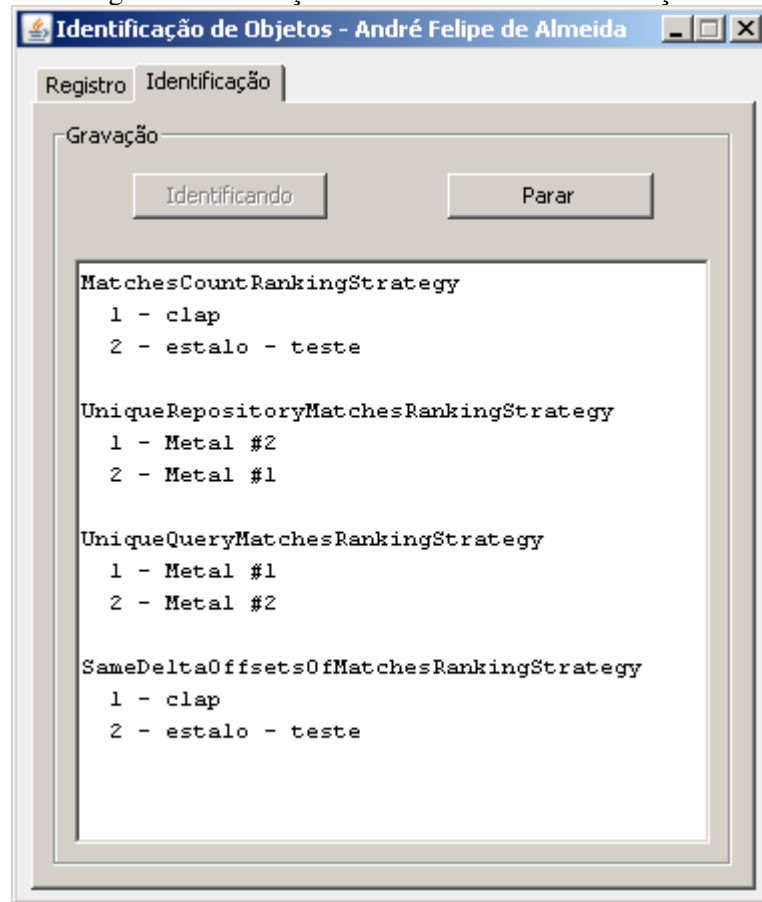 Identificação de Objetos - André Felipe de Almeida
Registro Identificação
Gravação
Identificando Parar
MatchesCountRankingStrategy
1 - clap
2 - estalo - teste
UniqueRepositoryMatchesRankingStrategy
1 - Metal #2
2 - Metal #1
UniqueQueryMatchesRankingStrategy
1 - Metal #1
2 - Metal #2
SameDeltaOffsetsOfMatchesRankingStrategy
1 - clap
2 - estalo - teste